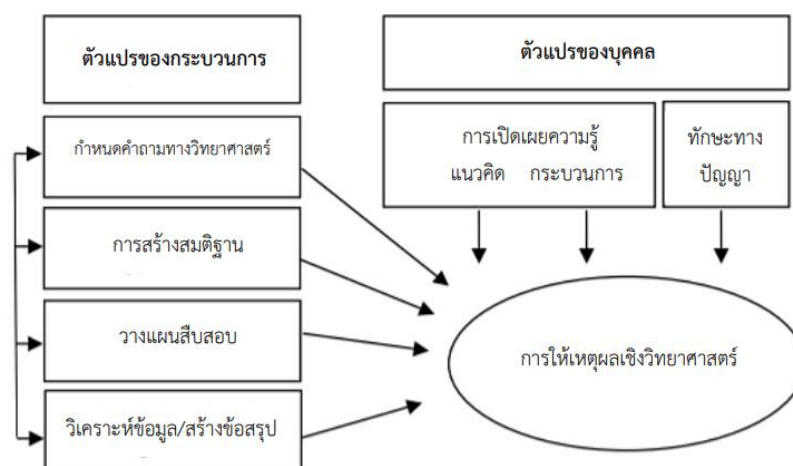 ตัวแปรของกระบวนการ
กำหนดคำถามทางวิทยาศาสตร์
การสร้างสมติฐาน
วางแผนสืบสอบ
วิเคราะห์ข้อมูล/สร้างข้อสรุป
ตัวแปรของบุคคล
การเปิดเผยความรู้
แนวคิด กระบวนการ
ทักษะทาง
ปัญญา
การให้เหตุผลเชิงวิทยาศาสตร์